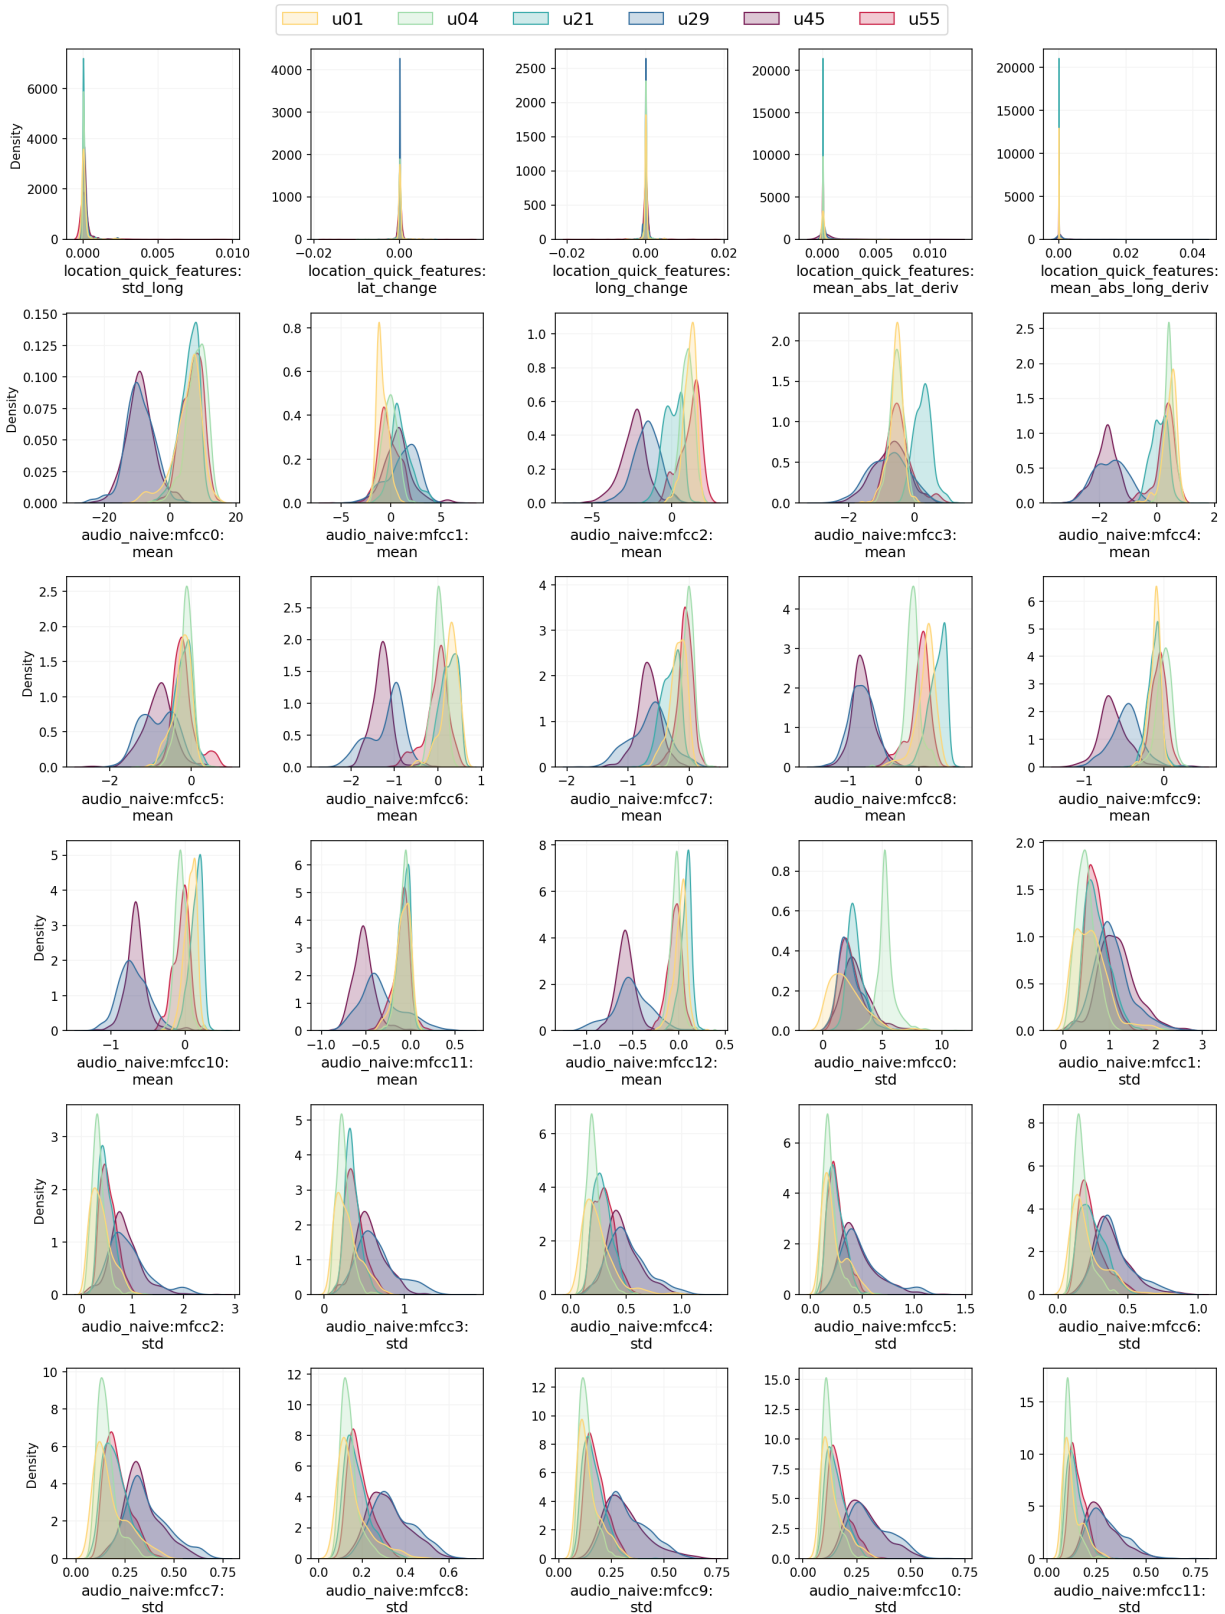 u01 u04 u21 u29 u45 u55
Density
0 2000 4000 6000
0.000 0.005 0.010
location_quick_features:
std_long
0 1000 2000 3000 4000
−0.02 0.00
location_quick_features:
lat_change
0 500 1000 1500 2000 2500
−0.02 0.00 0.02
location_quick_features:
long_change
0 5000 10000 15000 20000
0.000 0.005 0.010
location_quick_features:
mean_abs_lat_deriv
0 5000 10000 15000 20000
0.00 0.02 0.04
location_quick_features:
mean_abs_long_deriv
Density
0.000 0.025 0.050 0.075 0.100 0.125 0.150
−20 0 20
audio_naive:mfcc0:
mean
0.0 0.2 0.4 0.6 0.8
−5 0 5
audio_naive:mfcc1:
mean
0.0 0.2 0.4 0.6 0.8 1.0
−5 0
audio_naive:mfcc2:
mean
0.0 0.5 1.0 1.5 2.0
−2 0
audio_naive:mfcc3:
mean
0.0 0.5 1.0 1.5 2.0 2.5
−2 0 2
audio_naive:mfcc4:
mean
Density
0.0 0.5 1.0 1.5 2.0 2.5
−2 0
audio_naive:mfcc5:
mean
0.0 0.5 1.0 1.5 2.0 2.5
−2 −1 0 1
audio_naive:mfcc6:
mean
0 1 2 3 4
−2 −1 0
audio_naive:mfcc7:
mean
0 1 2 3 4
−1 0
audio_naive:mfcc8:
mean
0 1 2 3 4 5 6
−1 0
audio_naive:mfcc9:
mean
Density
0 1 2 3 4 5
−1 0
audio_naive:mfcc10:
mean
0 1 2 3 4 5 6
−1.0 −0.5 0.0 0.5
audio_naive:mfcc11:
mean
0 2 4 6 8
−1.0 −0.5 0.0 0.5
audio_naive:mfcc12:
mean
0.0 0.2 0.4 0.6 0.8
0 5 10
audio_naive:mfcc0:
std
0.0 0.5 1.0 1.5 2.0
0 1 2 3
audio_naive:mfcc1:
std
Density
0 1 2 3
0 1 2 3
audio_naive:mfcc2:
std
0 1 2 3 4 5
0 1
audio_naive:mfcc3:
std
0 2 4 6
0.0 0.5 1.0
audio_naive:mfcc4:
std
0 2 4 6
0.0 0.5 1.0 1.5
audio_naive:mfcc5:
std
0 2 4 6 8
0.0 0.5 1.0
audio_naive:mfcc6:
std
Density
0 2 4 6 8 10
0.00 0.25 0.50 0.75
audio_naive:mfcc7:
std
0 2 4 6 8 10 12
0.0 0.2 0.4 0.6
audio_naive:mfcc8:
std
0 2 4 6 8 10 12
0.00 0.25 0.50 0.75
audio_naive:mfcc9:
std
0.0 2.5 5.0 7.5 10.0 12.5 15.0
0.00 0.25 0.50 0.75
audio_naive:mfcc10:
std
0 5 10 15
0.00 0.25 0.50 0.75
audio_naive:mfcc11:
std